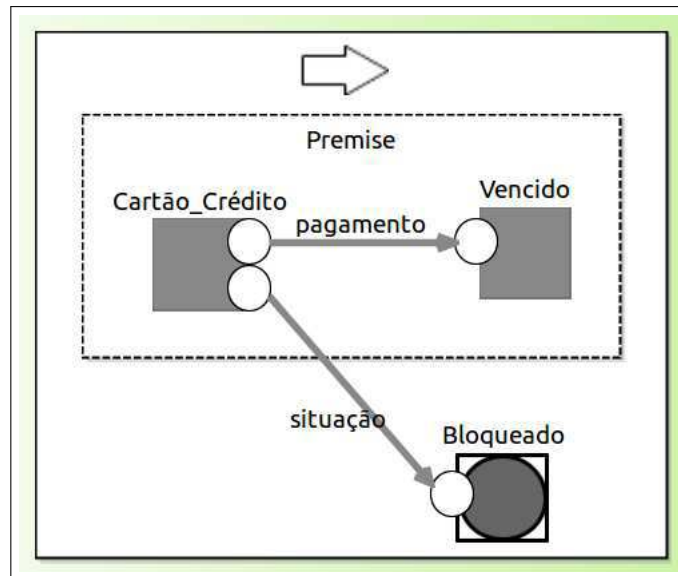 Premise
Cartão_Crédito
Vencido
pagamento
situação
Bloqueado